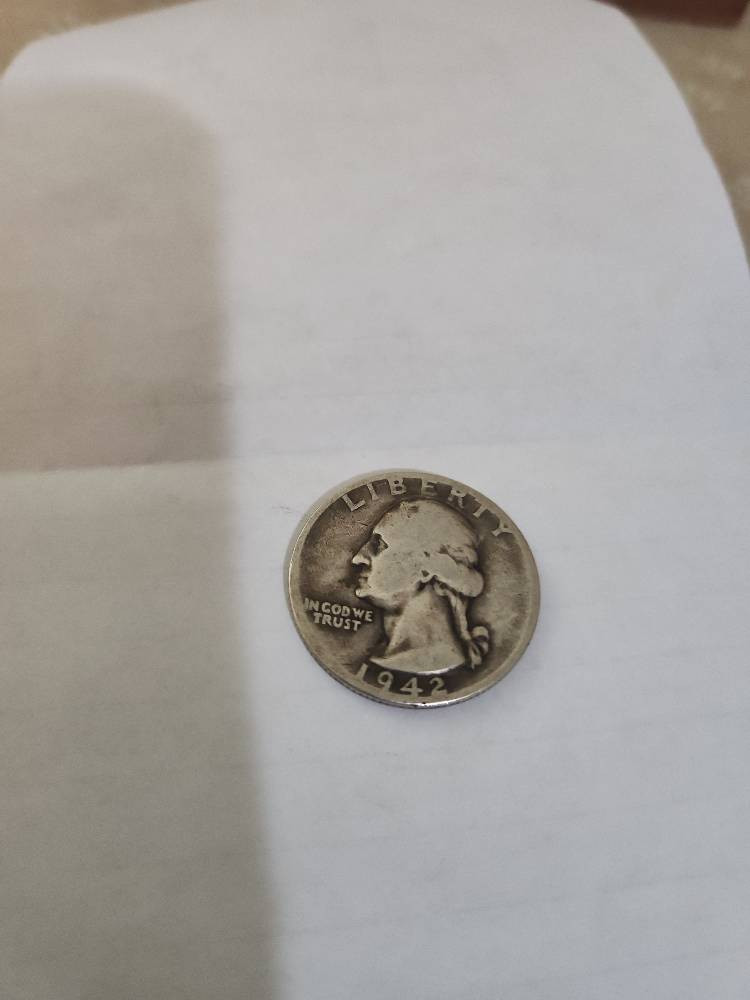 LIBERTY
IN GOD WE
TRUST
1942